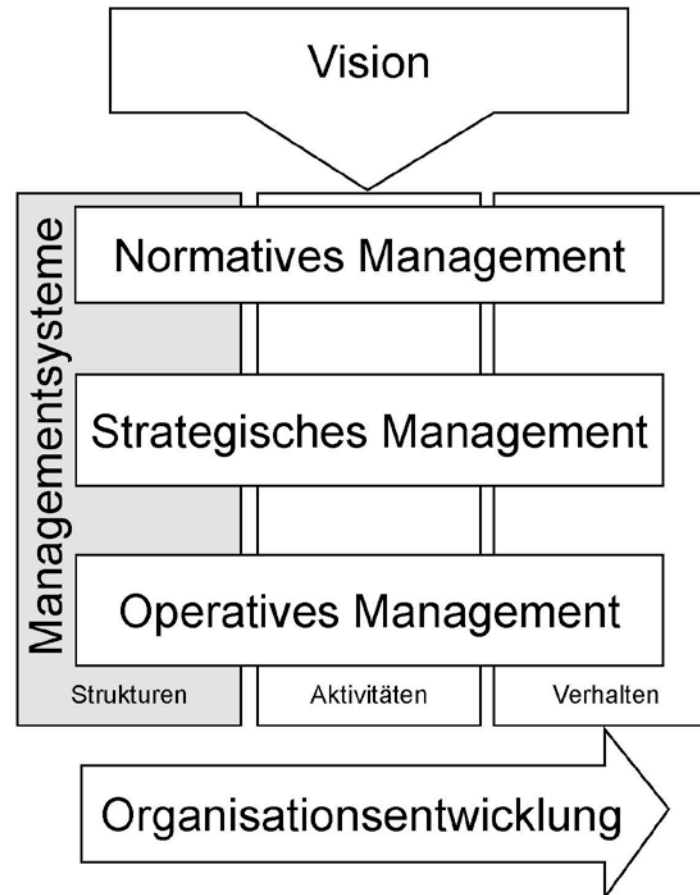 Vision
Managementsysteme
Normatives Management
Strategisches Management
Operatives Management
Strukturen
Aktivitäten
Verhalten
Organisationsentwicklung